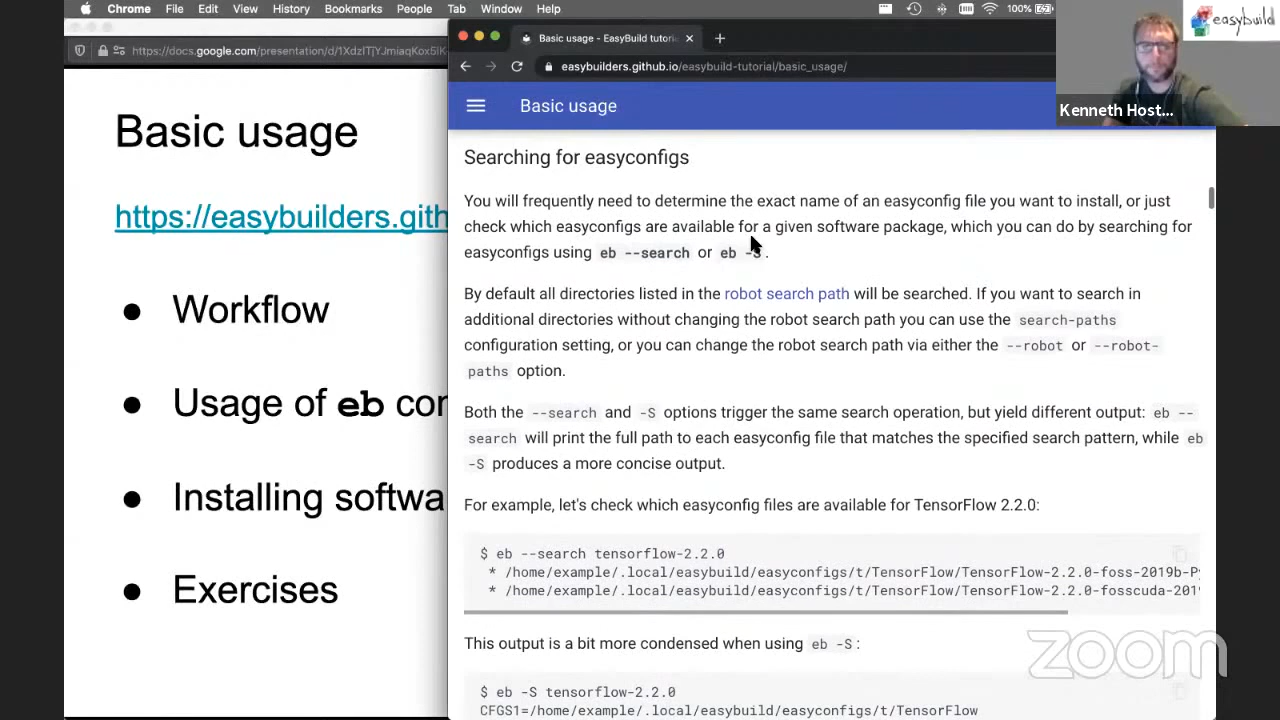 Chrome File Edit View History Bookmarks People Tab Window Help
100%
easybuild
https://docs.google.com/presentation/d/1XdzITjYJmiaqKox5lK
Basic usage - EasyBuild tutori
easybuilders.github.io/easybuild-tutorial/basic_usage/
Kenneth Host...
Basic usage
https://easybuilders.gith
Workflow
Usage of eb con
Installing softwa
Exercises
Basic usage
Searching for easyconfigs
You will frequently need to determine the exact name of an easyconfig file you want to install, or just
check which easyconfigs are available for a given software package, which you can do by searching for
easyconfigs using eb --search or eb -S .
By default all directories listed in the robot search path will be searched. If you want to search in
additional directories without changing the robot search path you can use the search-paths
configuration setting, or you can change the robot search path via either the --robot or --robot-
paths option.
Both the --search and -S options trigger the same search operation, but yield different output: eb --
search will print the full path to each easyconfig file that matches the specified search pattern, while eb
-S produces a more concise output.
For example, let's check which easyconfig files are available for TensorFlow 2.2.0:
$ eb --search tensorflow-2.2.0
* /home/example/.local/easybuild/easyconfigs/t/TensorFlow/TensorFlow-2.2.0-foss-2019b-Py
* /home/example/.local/easybuild/easyconfigs/t/TensorFlow/TensorFlow-2.2.0-fosscuda-201
This output is a bit more condensed when using eb -S :
$ eb -S tensorflow-2.2.0
CFGS1=/home/example/.local/easybuild/easyconfigs/t/TensorFlow
zoom